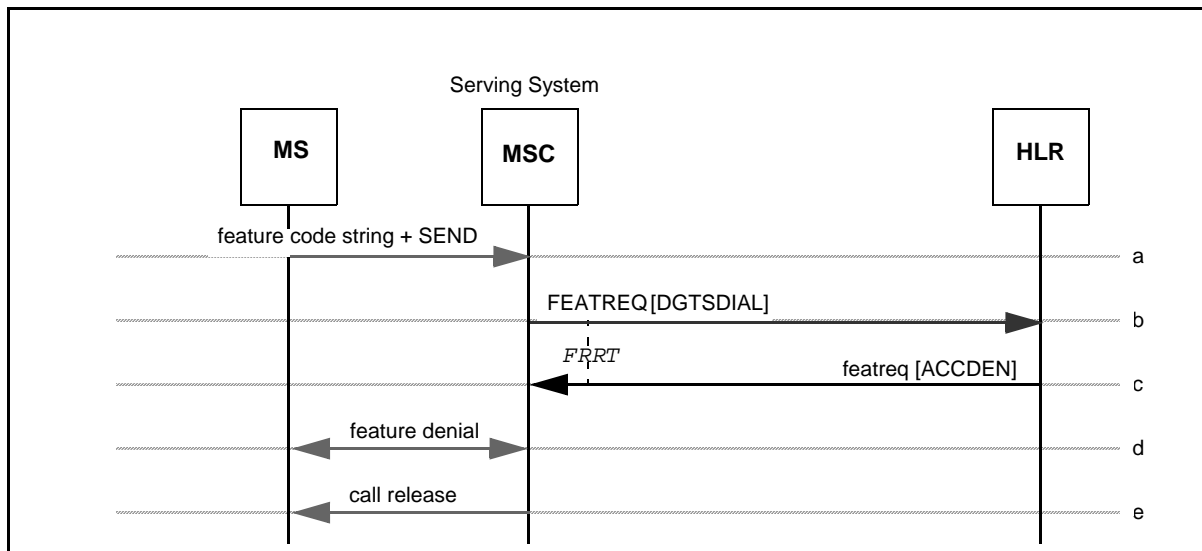 Serving System
MS
MSC
HLR
feature code string + SEND
a
FEATREQ [DGTSDIAL]
b
FRRT
featreq [ACCDEN]
c
feature denial
d
call release
e